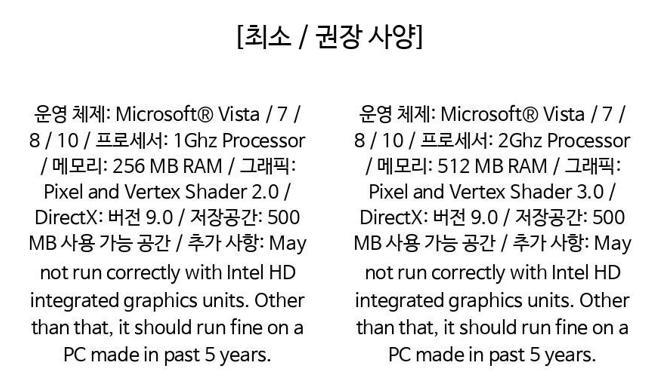 [최소 / 권장 사양]
운영 체제: Microsoft® Vista / 7 /
8 / 10 / 프로세서: 1Ghz Processor
/ 메모리: 256 MB RAM / 그래픽:
Pixel and Vertex Shader 2.0 /
DirectX: 버전 9.0 / 저장공간: 500
MB 사용 가능 공간 / 추가 사항: May
not run correctly with Intel HD
integrated graphics units. Other
than that, it should run fine on a
PC made in past 5 years.
운영 체제: Microsoft® Vista / 7 /
8 / 10 / 프로세서: 2Ghz Processor
/ 메모리: 512 MB RAM / 그래픽:
Pixel and Vertex Shader 3.0 /
DirectX: 버전 9.0 / 저장공간: 500
MB 사용 가능 공간 / 추가 사항: May
not run correctly with Intel HD
integrated graphics units. Other
than that, it should run fine on a
PC made in past 5 years.